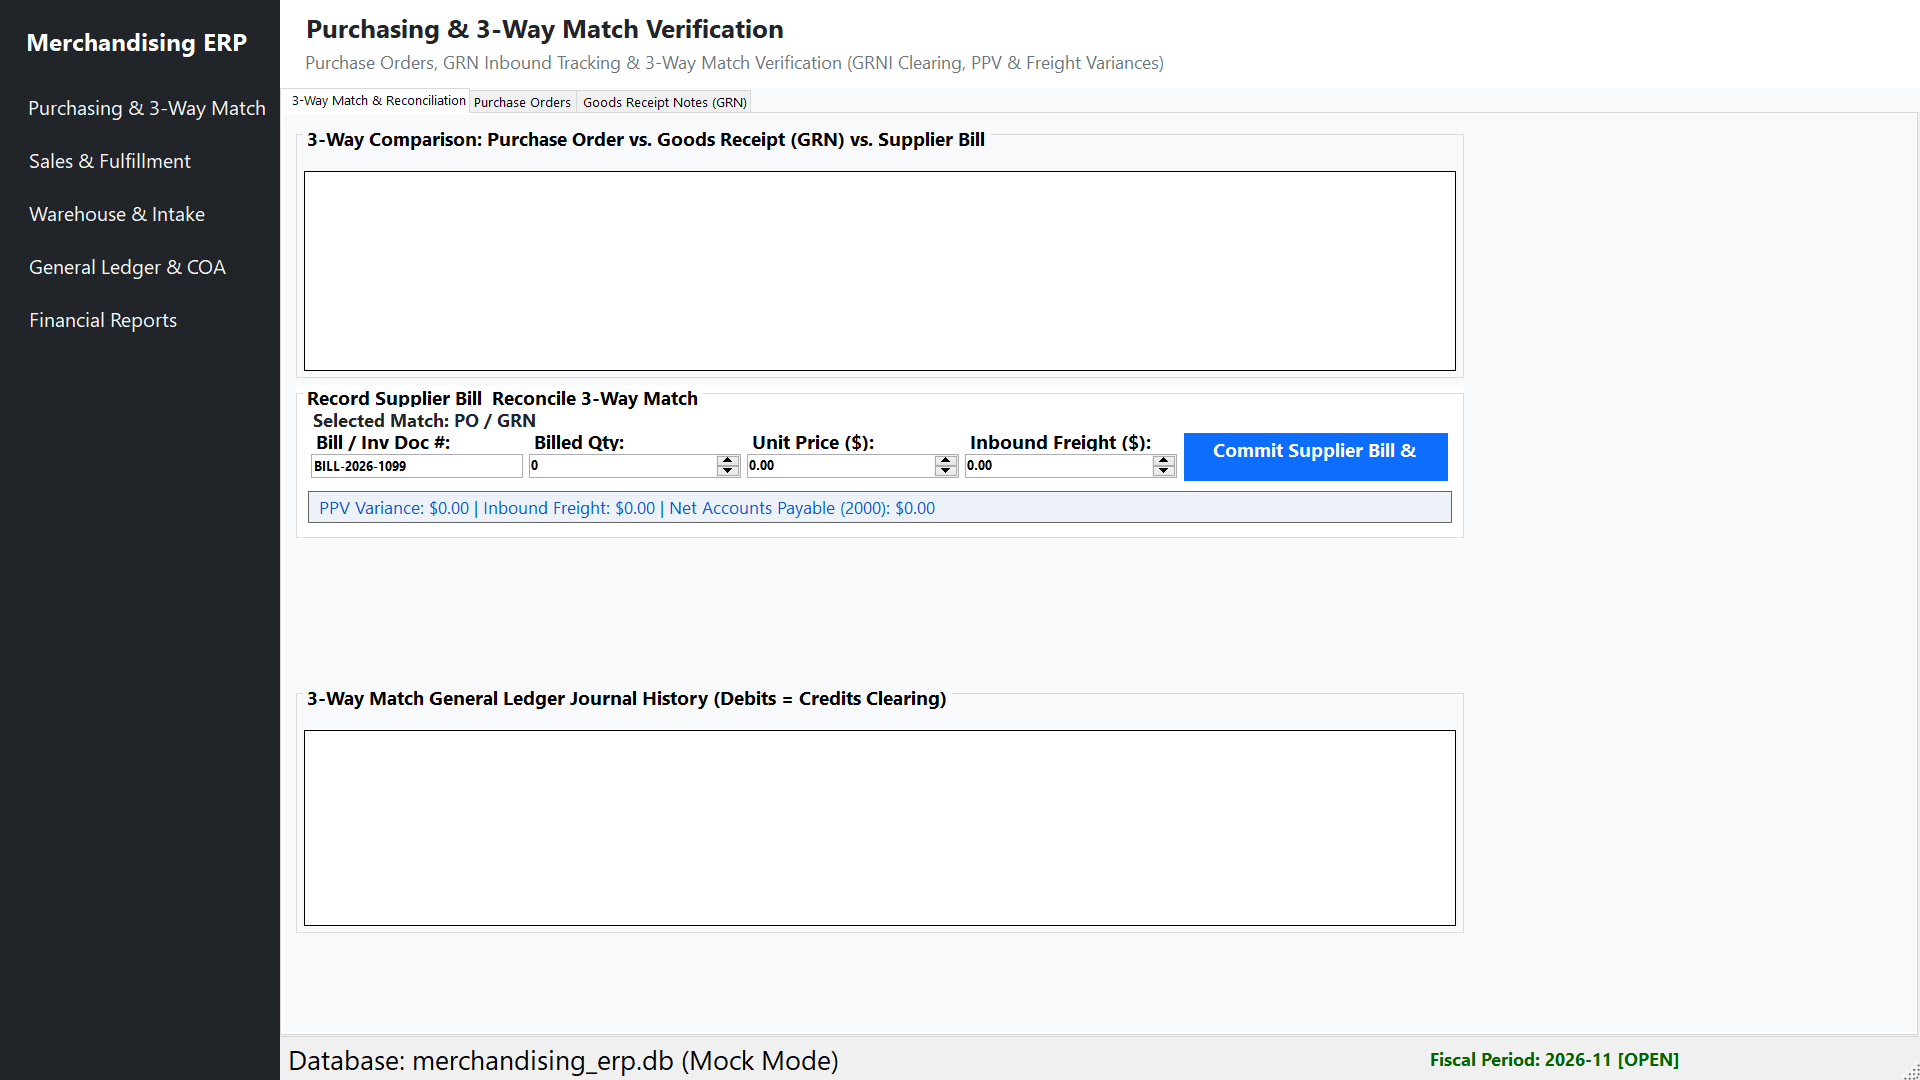 Merchandising ERP
Purchasing & 3-Way Match
Sales & Fulfillment
Warehouse & Intake
General Ledger & COA
Financial Reports
Purchasing & 3-Way Match Verification
Purchase Orders, GRN Inbound Tracking & 3-Way Match Verification (GRNI Clearing, PPV & Freight Variances)
3-Way Match & Reconciliation
Purchase Orders
Goods Receipt Notes (GRN)
3-Way Comparison: Purchase Order vs. Goods Receipt (GRN) vs. Supplier Bill
Record Supplier Bill  Reconcile 3-Way Match
Selected Match: PO / GRN
Bill / Inv Doc #:
Billed Qty:
Unit Price ($):
Inbound Freight ($):
BILL-2026-1099
0
0.00
0.00
Commit Supplier Bill &
PPV Variance: $0.00 | Inbound Freight: $0.00 | Net Accounts Payable (2000): $0.00
3-Way Match General Ledger Journal History (Debits = Credits Clearing)
Database: merchandising_erp.db (Mock Mode)
Fiscal Period: 2026-11 [OPEN]